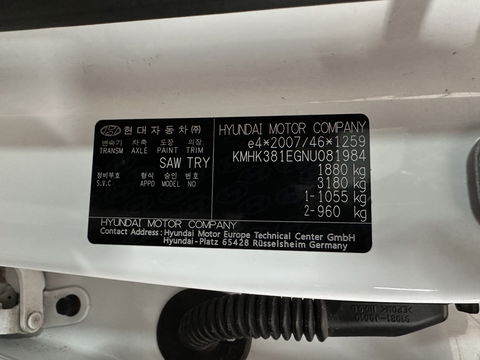 현대자동차㈜
변속기 차축 도장 의장
TRANSM AXLE PAINT TRIM
SAW TRY
정비부호 형식 승인 번호
S.V.C APPD MODEL NO
HYUNDAI MOTOR COMPANY
e4*2007/46*1259
KMHK381EGNU081984
1880 kg
3180 kg
1-1055 kg
2-960 kg
HYUNDAI MOTOR COMPANY
Contact Address : Hyundai Motor Europe Technical Center GmbH
Hyundai-Platz 65428 Rüsselsheim Germany